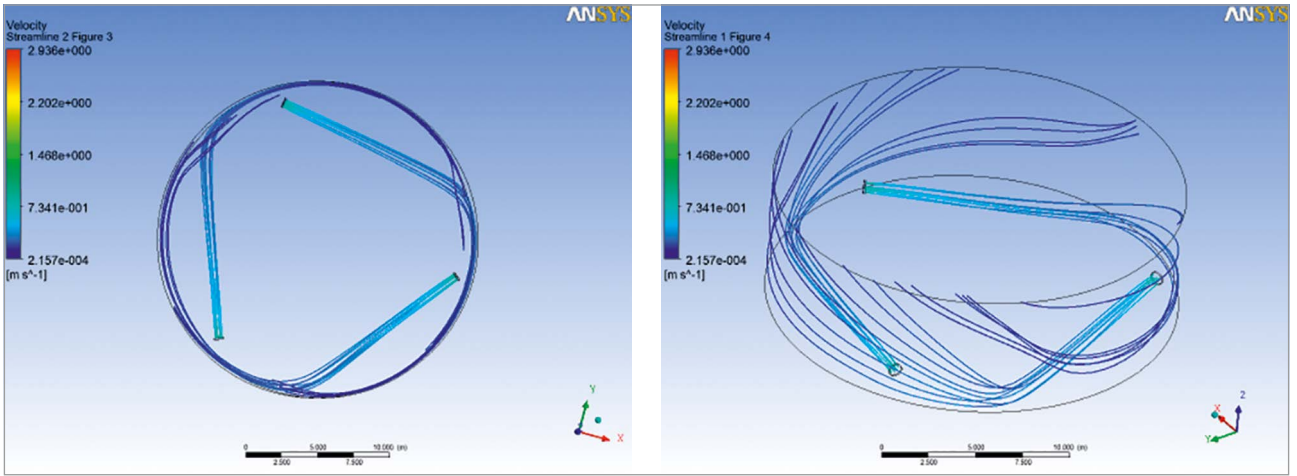 ANSYS
Velocity
Streamline 2 Figure 3
2.936e+000
2.202e+000
1.468e+000
7.341e-001
2.157e-004
[m s^-1]
Y
X
0 5.000 10.000 (m)
2.500 7.500
ANSYS
Velocity
Streamline 1 Figure 4
2.936e+000
2.202e+000
1.468e+000
7.341e-001
2.157e-004
[m s^-1]
Z
X
Y
0 5.000 10.000 (m)
2.500 7.500